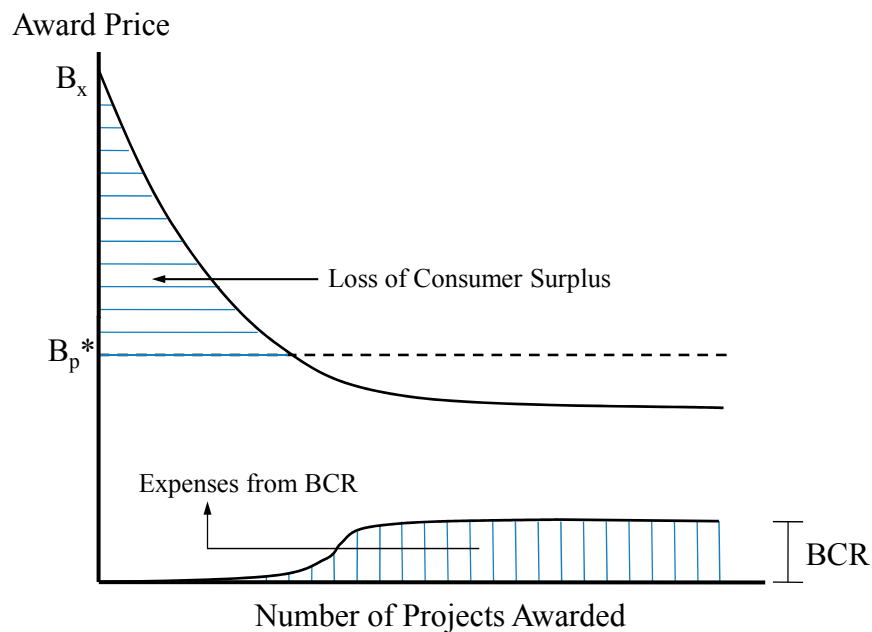 Award Price
Bₓ
Loss of Consumer Surplus
Bₚ*
Expenses from BCR
BCR
Number of Projects Awarded